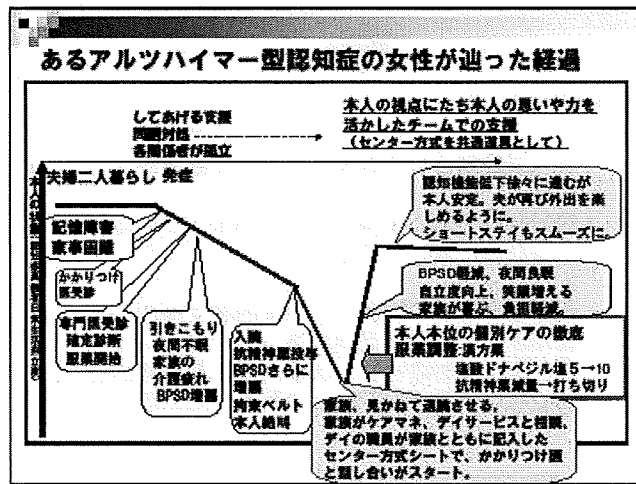 あるアルツハイマー型認知症の女性が辿った経過
してあげる支援
問題対処
各関係者が孤立
本人の視点にたち本人の思いや力を
活かしたチームでの支援
(センター方式を共通道具として)
夫婦二人暮らし 発症
本人の状態
記憶障害
家事困難
かかりつけ
医受診
専門医受診
確定診断
服薬開始
引きこもり
夜間不眠
家族の
介護疲れ
BPSD増悪
入院
抗精神薬投与
BPSDさらに
増悪
拘束ベルト
本人絶叫
認知機能低下徐々に進むが
本人安定。夫が再び外出を楽
しめるように。
ショートステイもスムーズに。
BPSD軽減、夜間良眠
自立度向上、笑顔増える
家族が喜ぶ、負担軽減。
本人本位の個別ケアの徹底
服薬調整:漢方薬
塩酸ドナペジル塩5→10
抗精神薬減量→打ち切り
家族、見かねて退院させる。
家族がケアマネ、デイサービスと相談。
デイの職員が家族とともに記入した
センター方式シートで、かかりつけ医
と話し合いがスタート。